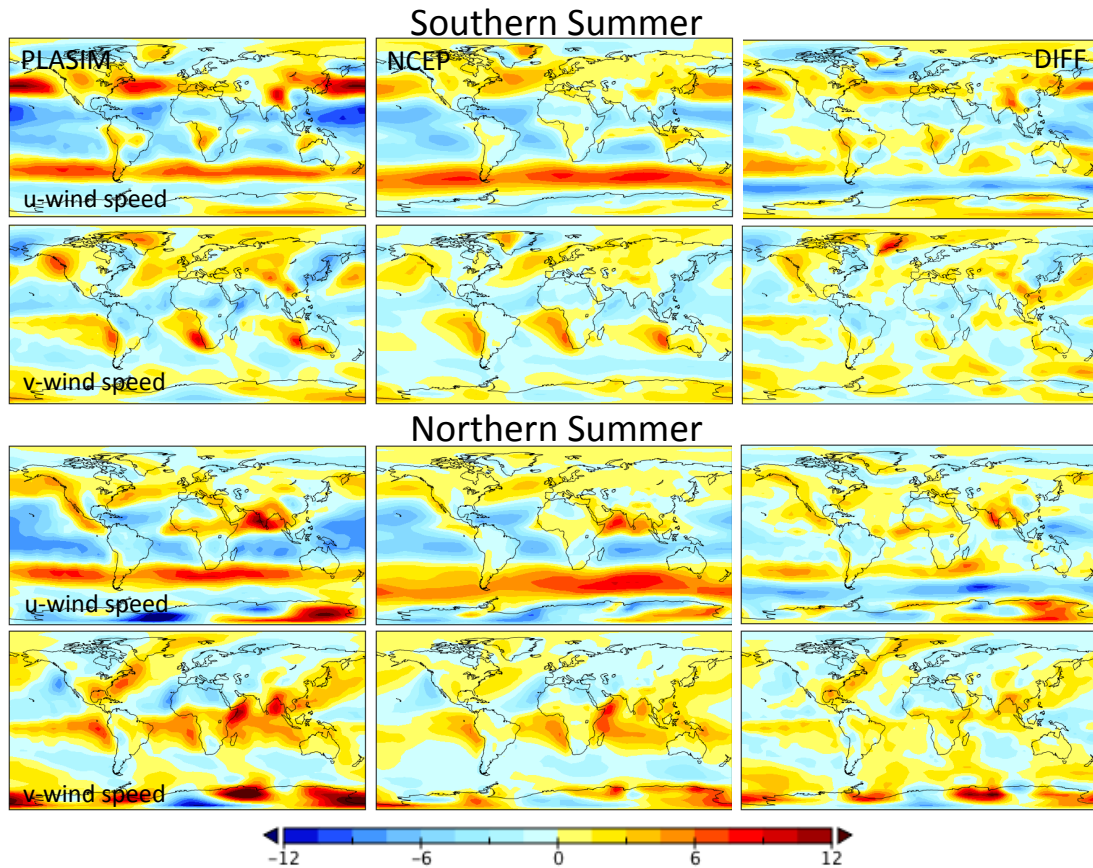 Southern Summer
PLASIM
NCEP
DIFF
u-wind speed
v-wind speed
Northern Summer
u-wind speed
v-wind speed
−12 −6 0 6 12